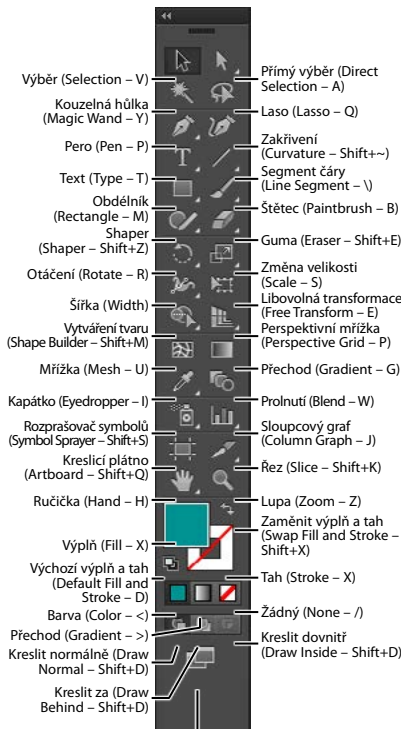 Výběr (Selection – V)
Přímý výběr (Direct
Selection – A)
Kouzelná hůlka
(Magic Wand – Y)
Laso (Lasso – Q)
Pero (Pen – P)
Zakřivení
(Curvature – Shift+~)
Text (Type – T)
Segment čáry
(Line Segment – \)
Obdélník
(Rectangle – M)
Štětec (Paintbrush – B)
Shaper
(Shaper – Shift+Z)
Guma (Eraser – Shift+E)
Otáčení (Rotate – R)
Změna velikosti
(Scale – S)
Šířka (Width)
Libovolná transformace
(Free Transform – E)
Vytváření tvaru
(Shape Builder – Shift+M)
Perspektivní mřížka
(Perspective Grid – P)
Mřížka (Mesh – U)
Přechod (Gradient – G)
Kapátko (Eyedropper – I)
Prolnutí (Blend – W)
Rozprašovač symbolů
(Symbol Sprayer – Shift+S)
Sloupcový graf
(Column Graph – J)
Kreslicí plátno
(Artboard – Shift+Q)
Řez (Slice – Shift+K)
Ručička (Hand – H)
Lupa (Zoom – Z)
Zaměnit výplň a tah
(Swap Fill and Stroke –
Shift+X)
Výplň (Fill – X)
Výchozí výplň a tah
(Default Fill and
Stroke – D)
Tah (Stroke – X)
Barva (Color – <)
Žádný (None – /)
Přechod (Gradient – >)
Kreslit dovnitř
(Draw Inside – Shift+D)
Kreslit normálně (Draw
Normal – Shift+D)
Kreslit za (Draw
Behind – Shift+D)